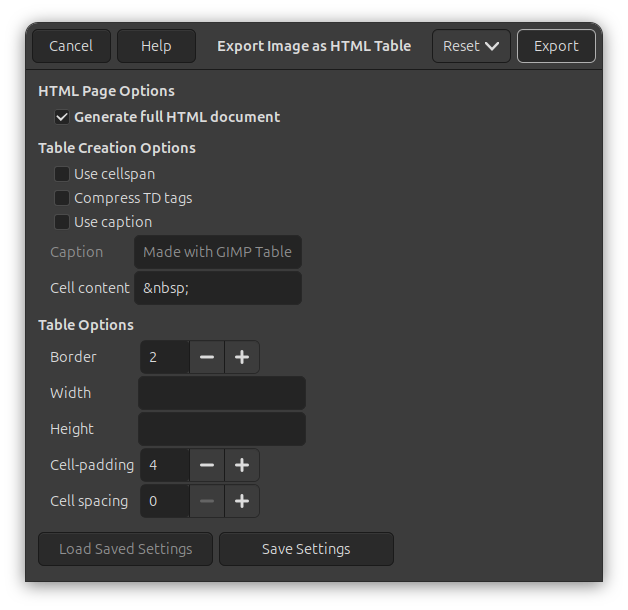 Cancel Help Export Image as HTML Table Reset Export
HTML Page Options
Generate full HTML document
Table Creation Options
Use cellspan
Compress TD tags
Use caption
Caption Made with GIMP Table
Cell content &nbsp;
Table Options
Border 2
Width
Height
Cell-padding 4
Cell spacing 0
Load Saved Settings Save Settings